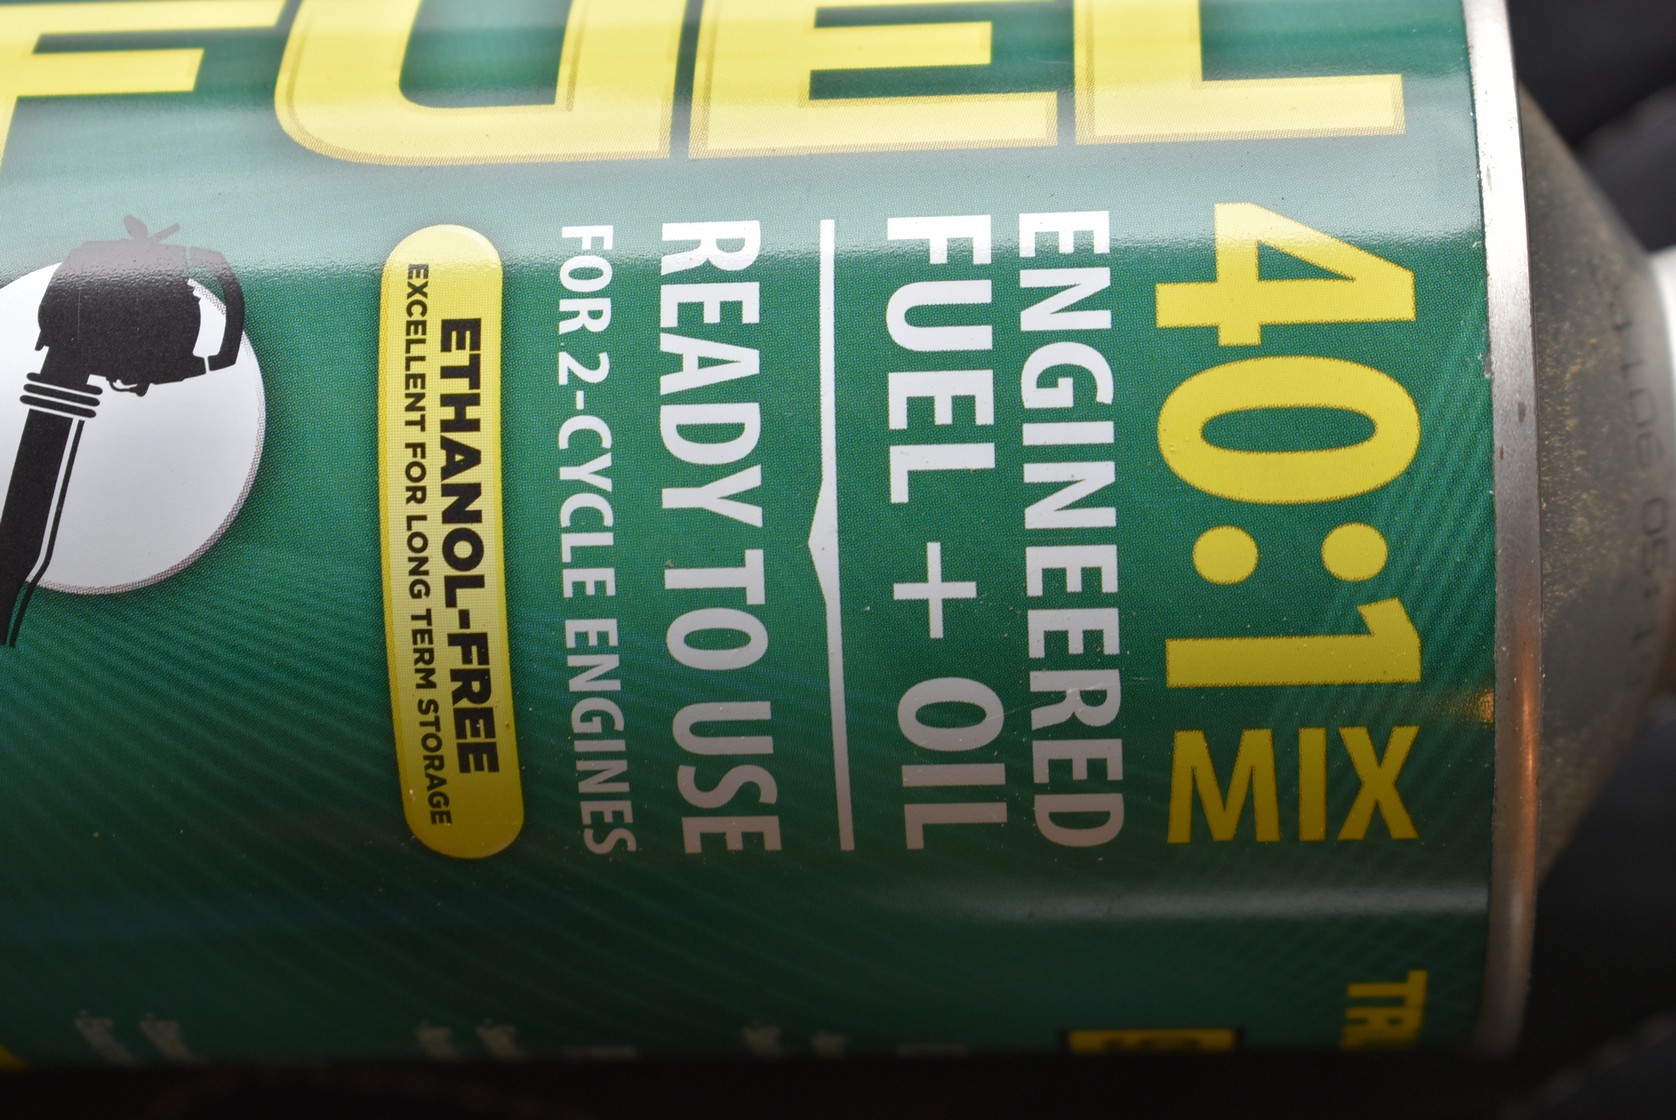 FUEL
40:1 MIX
ENGINEERED
FUEL + OIL
READY TO USE
FOR 2-CYCLE ENGINES
ETHANOL-FREE
EXCELLENT FOR LONG TERM STORAGE